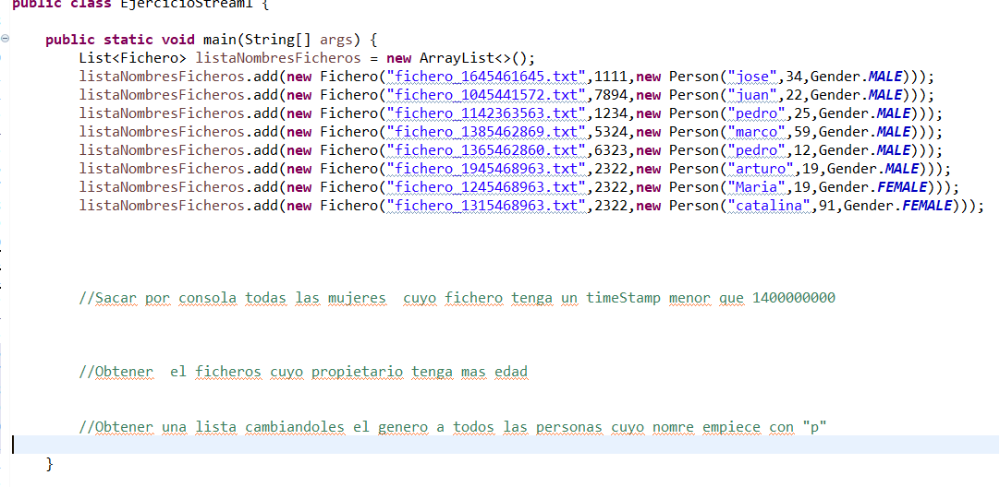 public class EjercicioStream1 {
public static void main(String[] args) {
List<Fichero> listaNombresFicheros = new ArrayList<>();
listaNombresFicheros.add(new Fichero("fichero_1645461645.txt",1111,new Person("jose",34,Gender.MALE)));
listaNombresFicheros.add(new Fichero("fichero_1045441572.txt",7894,new Person("juan",22,Gender.MALE)));
listaNombresFicheros.add(new Fichero("fichero_1142363563.txt",1234,new Person("pedro",25,Gender.MALE)));
listaNombresFicheros.add(new Fichero("fichero_1385462869.txt",5324,new Person("marco",59,Gender.MALE)));
listaNombresFicheros.add(new Fichero("fichero_1365462860.txt",6323,new Person("pedro",12,Gender.MALE)));
listaNombresFicheros.add(new Fichero("fichero_1945468963.txt",2322,new Person("arturo",19,Gender.MALE)));
listaNombresFicheros.add(new Fichero("fichero_1245468963.txt",2322,new Person("Maria",19,Gender.FEMALE)));
listaNombresFicheros.add(new Fichero("fichero_1315468963.txt",2322,new Person("catalina",91,Gender.FEMALE)));
//Sacar por consola todas las mujeres  cuyo fichero tenga un timeStamp menor que 1400000000
//Obtener  el ficheros cuyo propietario tenga mas edad
//Obtener una lista cambiandoles el genero a todos las personas cuyo nomre empiece con "p"
}